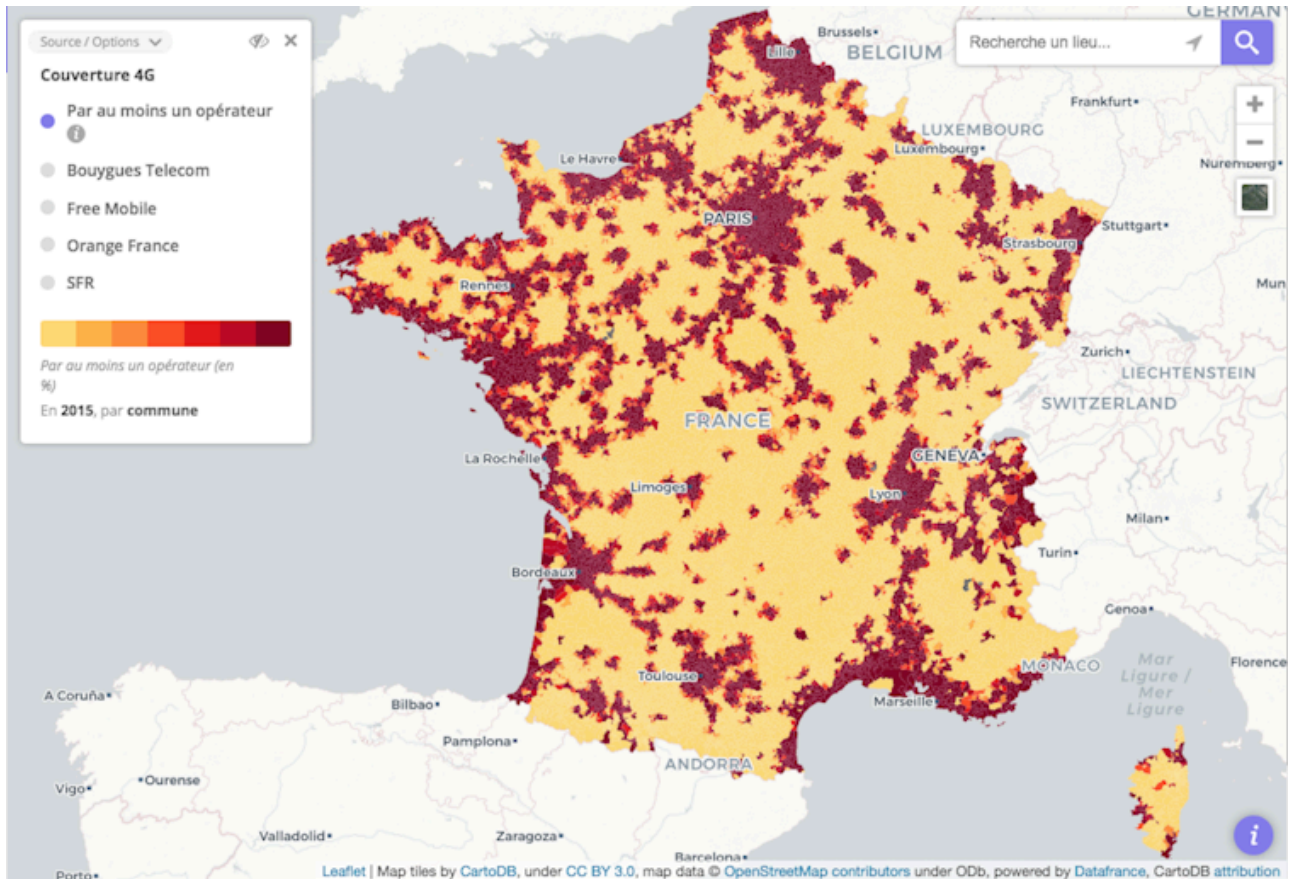 Source / Options
Couverture 4G
Par au moins un opérateur
i
Bouygues Telecom
Free Mobile
Orange France
SFR
Par au moins un opérateur (en
%)
En 2015, par commune
Recherche un lieu...
+
−
GERMAN
Brussels
BELGIUM
Lille
Frankfurt
LUXEMBOURG
Luxembourg
Nuremberg
Le Havre
PARIS
Stuttgart
Strasbourg
Mun
Rennes
Zurich
LIECHTENSTEIN
SWITZERLAND
FRANCE
La Rochelle
GENEVA
Limoges
Lyon
Milan
Turin
Bordeaux
Genoa
MONACO
Mar
Ligure /
Mer
Ligure
Florence
Toulouse
Marseille
A Coruña
Bilbao
Pamplona
ANDORRA
Ourense
Vigo
Valladolid
Zaragoza
Barcelona
Porto
i
Leaflet | Map tiles by CartoDB, under CC BY 3.0, map data © OpenStreetMap contributors under ODb, powered by Datafrance, CartoDB attribution